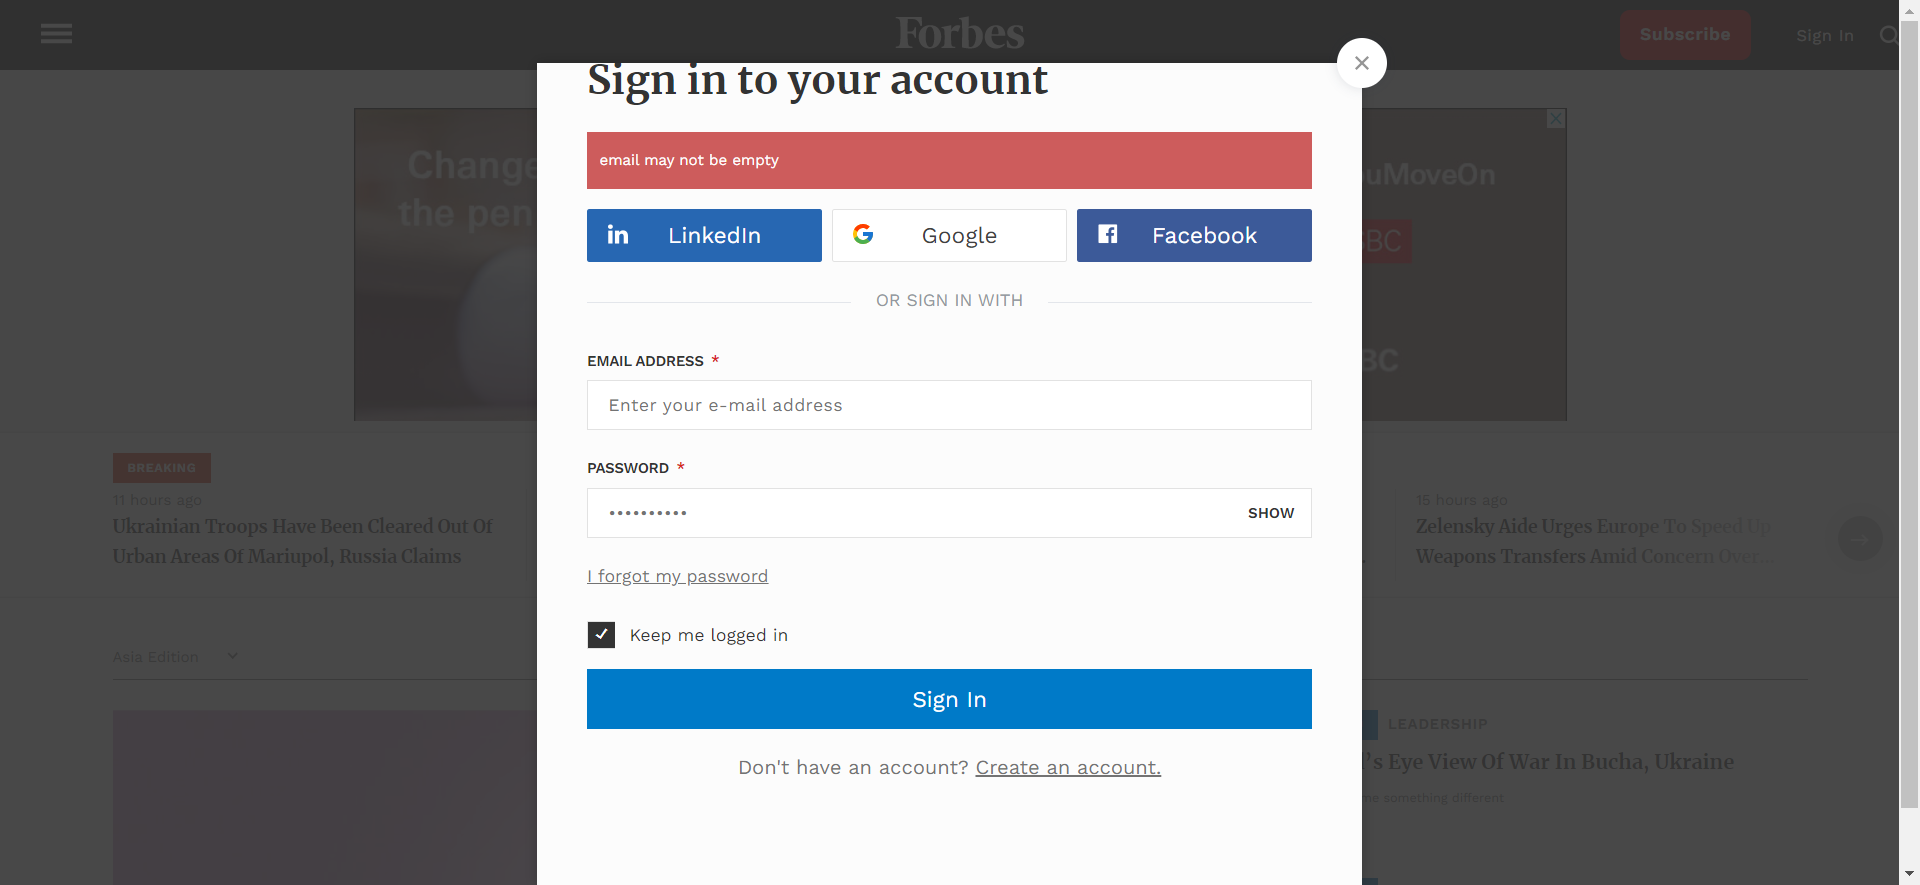 Forbes
Subscribe
Sign In
Sign in to your account
email may not be empty
LinkedIn
Google
Facebook
OR SIGN IN WITH
EMAIL ADDRESS *
Enter your e-mail address
PASSWORD *
••••••••••
SHOW
I forgot my password
Keep me logged in
Sign In
Don't have an account? Create an account.
Change
the pen
uMoveOn
BBC
BC
BREAKING
11 hours ago
Ukrainian Troops Have Been Cleared Out Of
Urban Areas Of Mariupol, Russia Claims
15 hours ago
Zelensky Aide Urges Europe To Speed Up
Weapons Transfers Amid Concern Over...
Asia Edition
LEADERSHIP
's Eye View Of War In Bucha, Ukraine
me something different